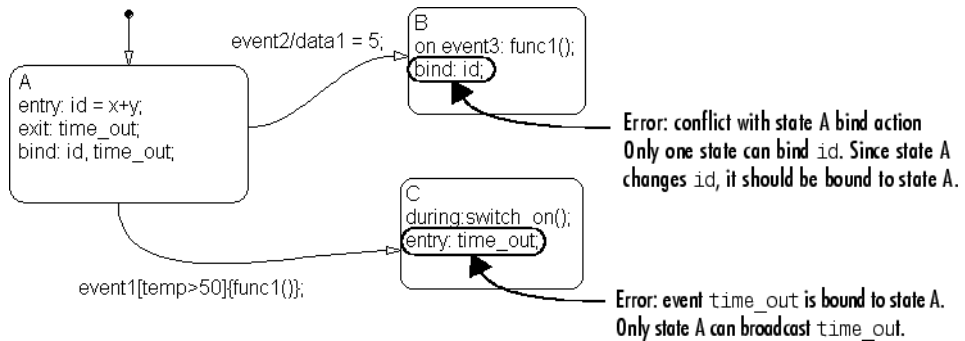 event2/data1 = 5;
A
entry: id = x+y;
exit: time_out;
bind: id, time_out;
B
on event3: func1();
bind: id;
Error: conflict with state A bind action
Only one state can bind id. Since state A
changes id, it should be bound to state A.
C
during:switch_on();
entry: time_out;
event1[temp>50]{func1()};
Error: event time_out is bound to state A.
Only state A can broadcast time_out.